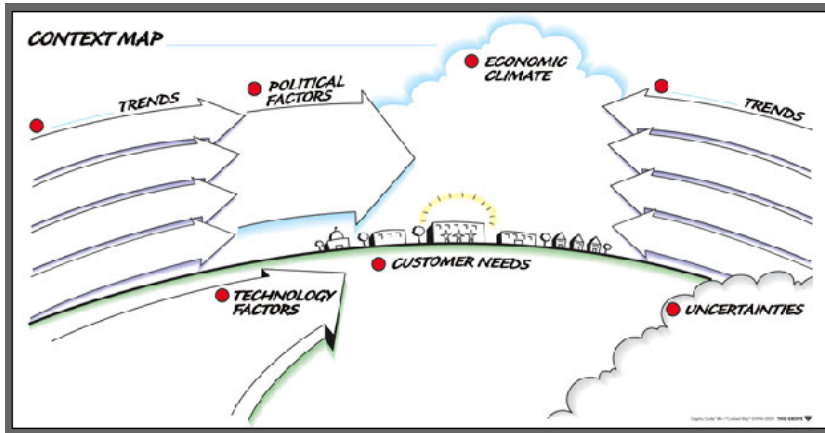 CONTEXT MAP
TRENDS
POLITICAL
FACTORS
ECONOMIC
CLIMATE
TRENDS
CUSTOMER NEEDS
TECHNOLOGY
FACTORS
UNCERTAINTIES
THE GROVE